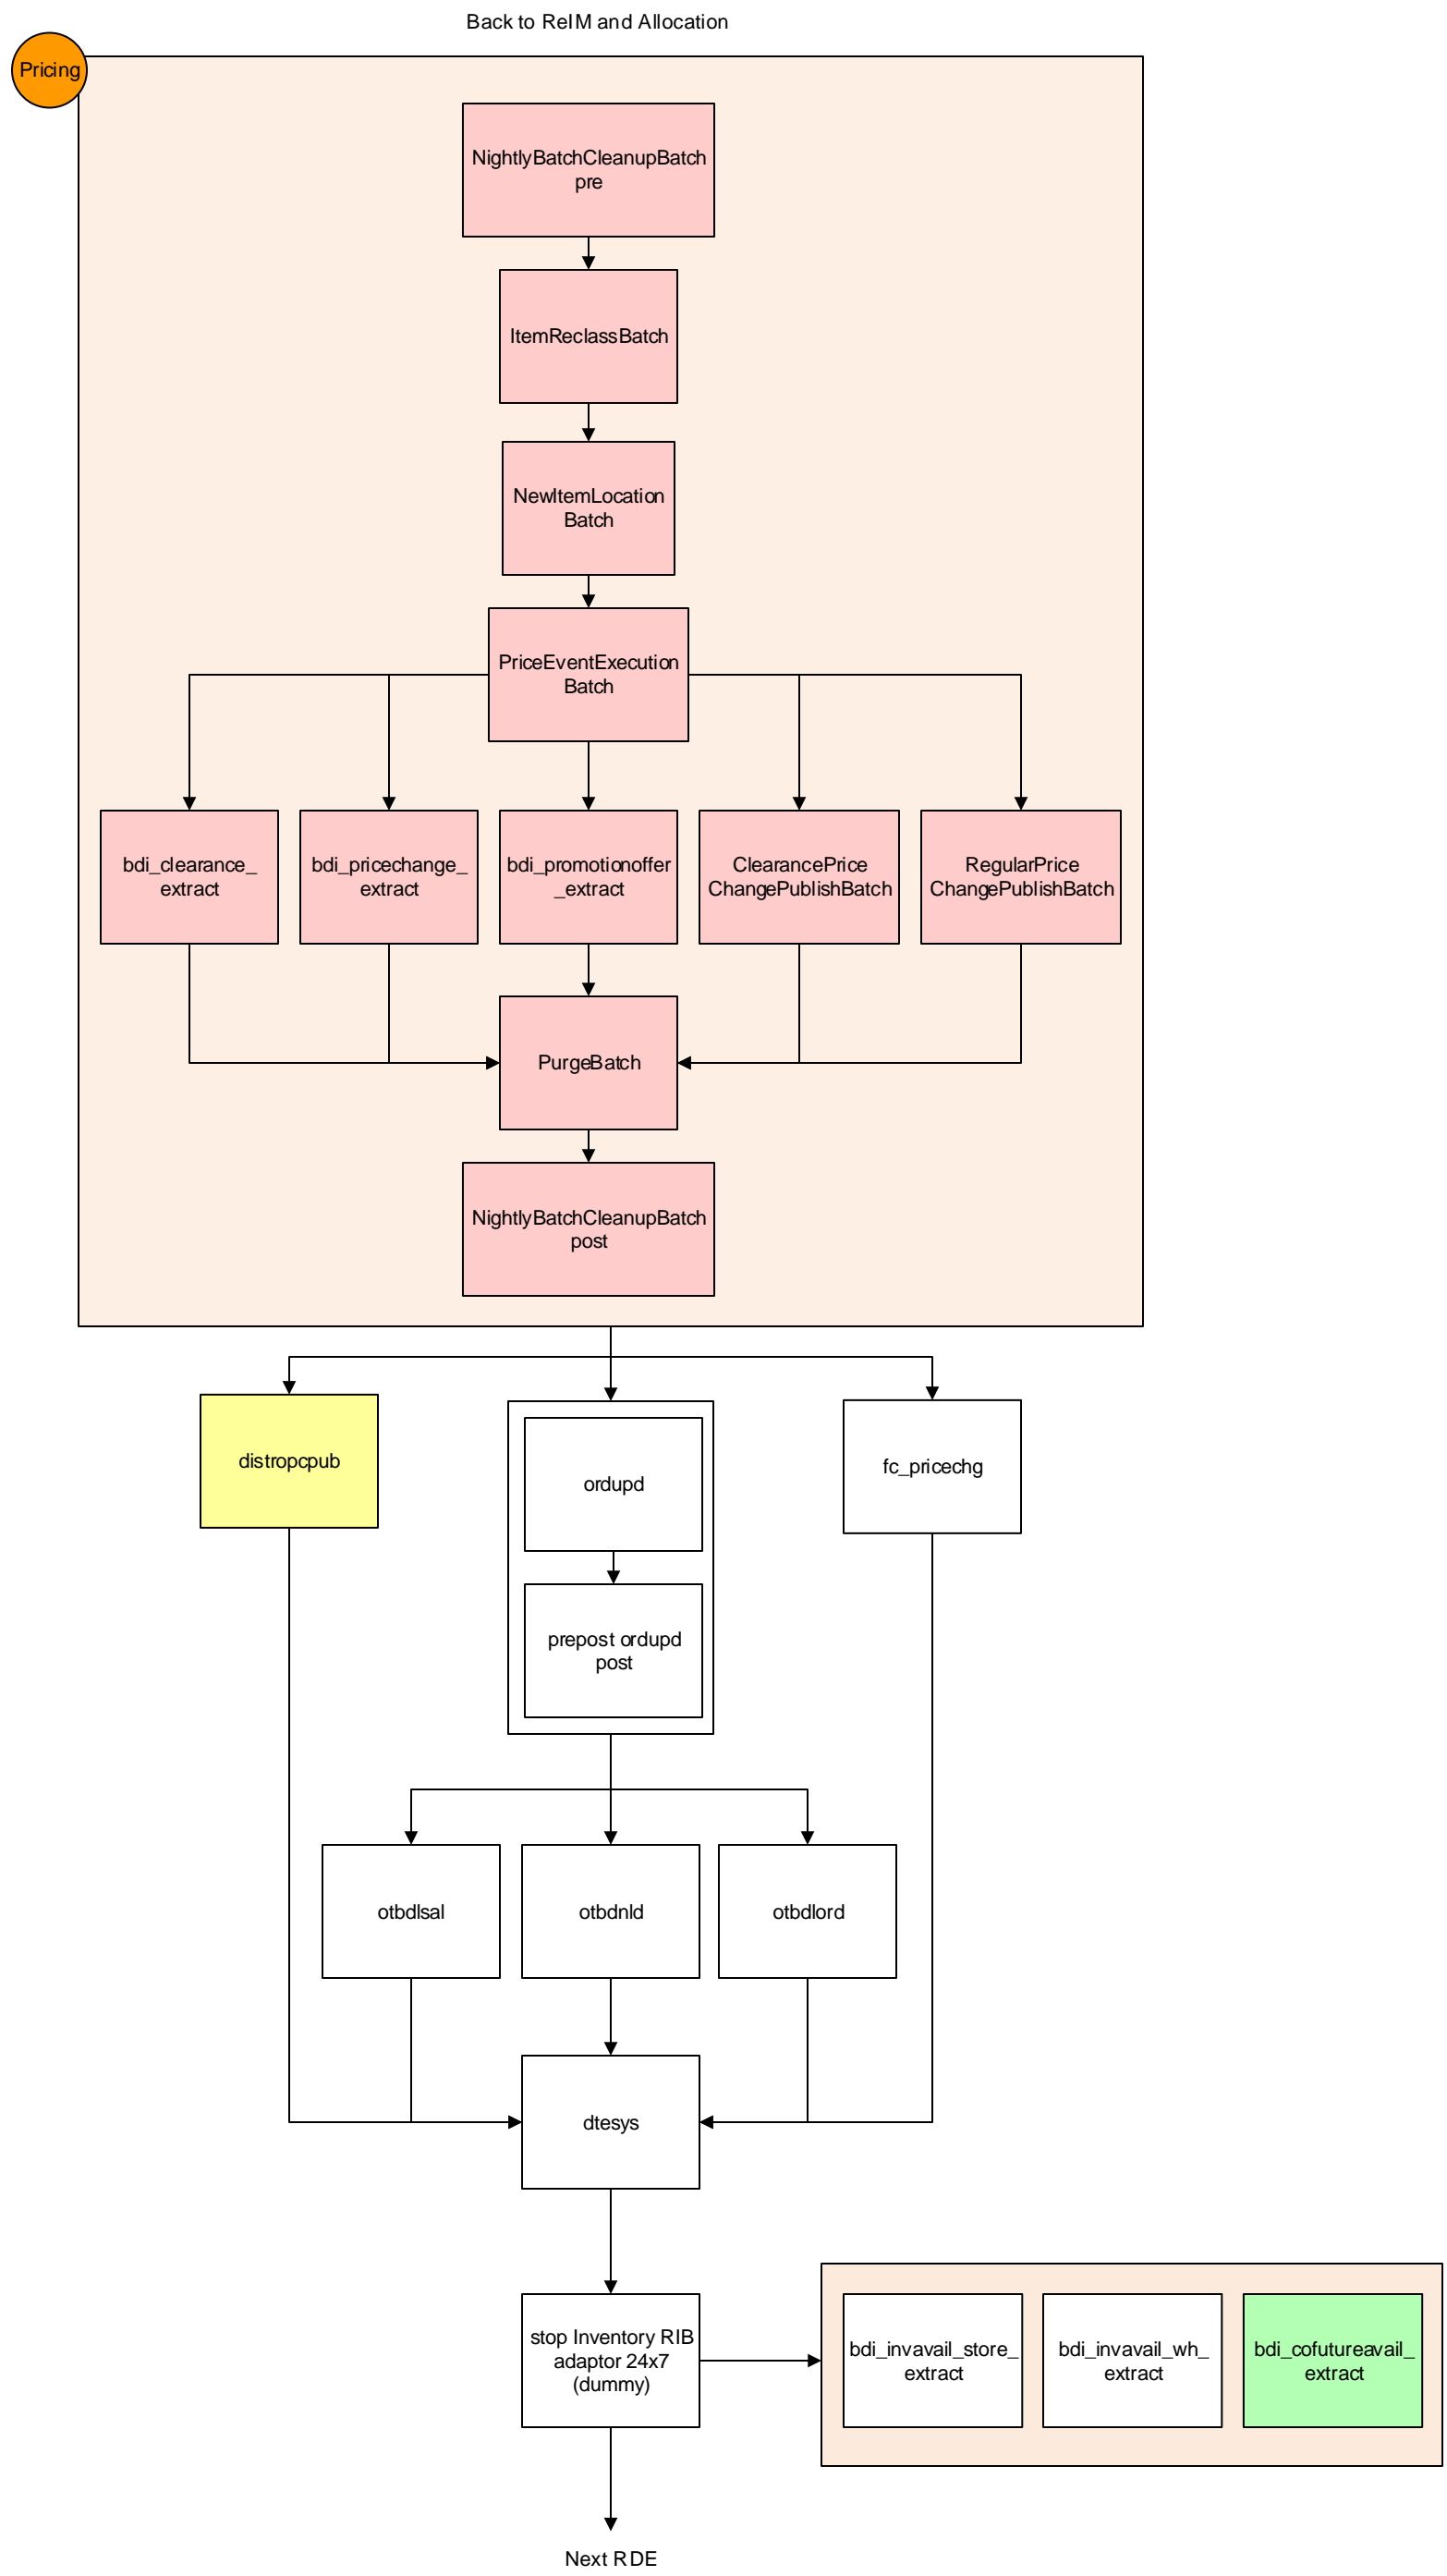 Back to ReIM and Allocation
Pricing
NightlyBatchCleanupBatch
pre
ItemReclassBatch
NewItemLocation
Batch
PriceEventExecution
Batch
bdi_clearance_
extract
bdi_pricechange_
extract
bdi_promotionoffer
_extract
ClearancePrice
ChangePublishBatch
RegularPrice
ChangePublishBatch
PurgeBatch
NightlyBatchCleanupBatch
post
distropcpub
ordupd
fc_pricechg
prepost ordupd
post
otbdlsal
otbdnld
otbdlord
dtesys
stop Inventory RIB
adaptor 24x7
(dummy)
bdi_invavail_store_
extract
bdi_invavail_wh_
extract
bdi_cofutureavail_
extract
Next RDE